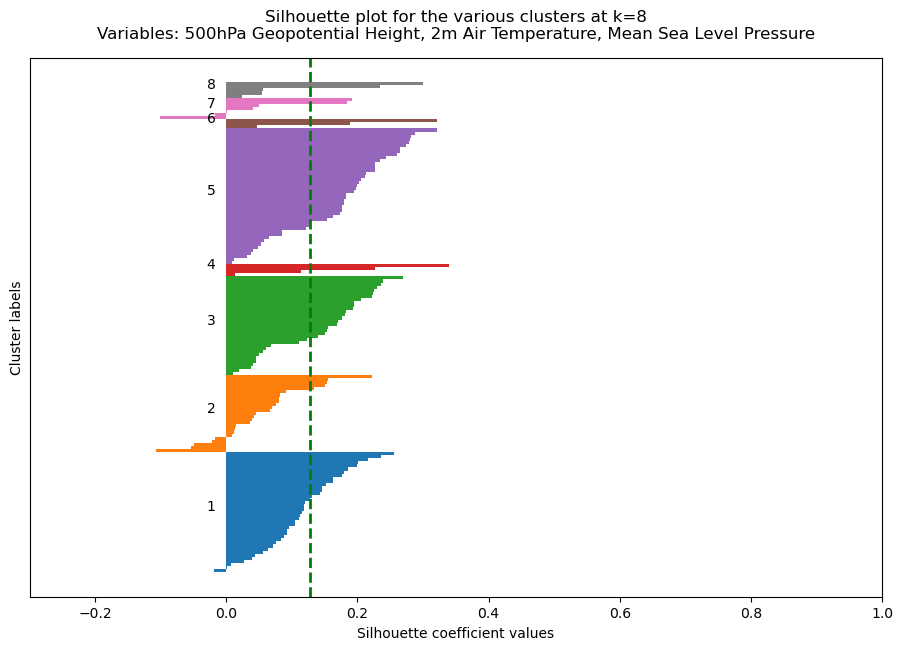 Silhouette plot for the various clusters at k=8
Variables: 500hPa Geopotential Height, 2m Air Temperature, Mean Sea Level Pressure
8
7
6
5
4
3
2
1
Cluster labels
−0.2 0.0 0.2 0.4 0.6 0.8 1.0
Silhouette coefficient values